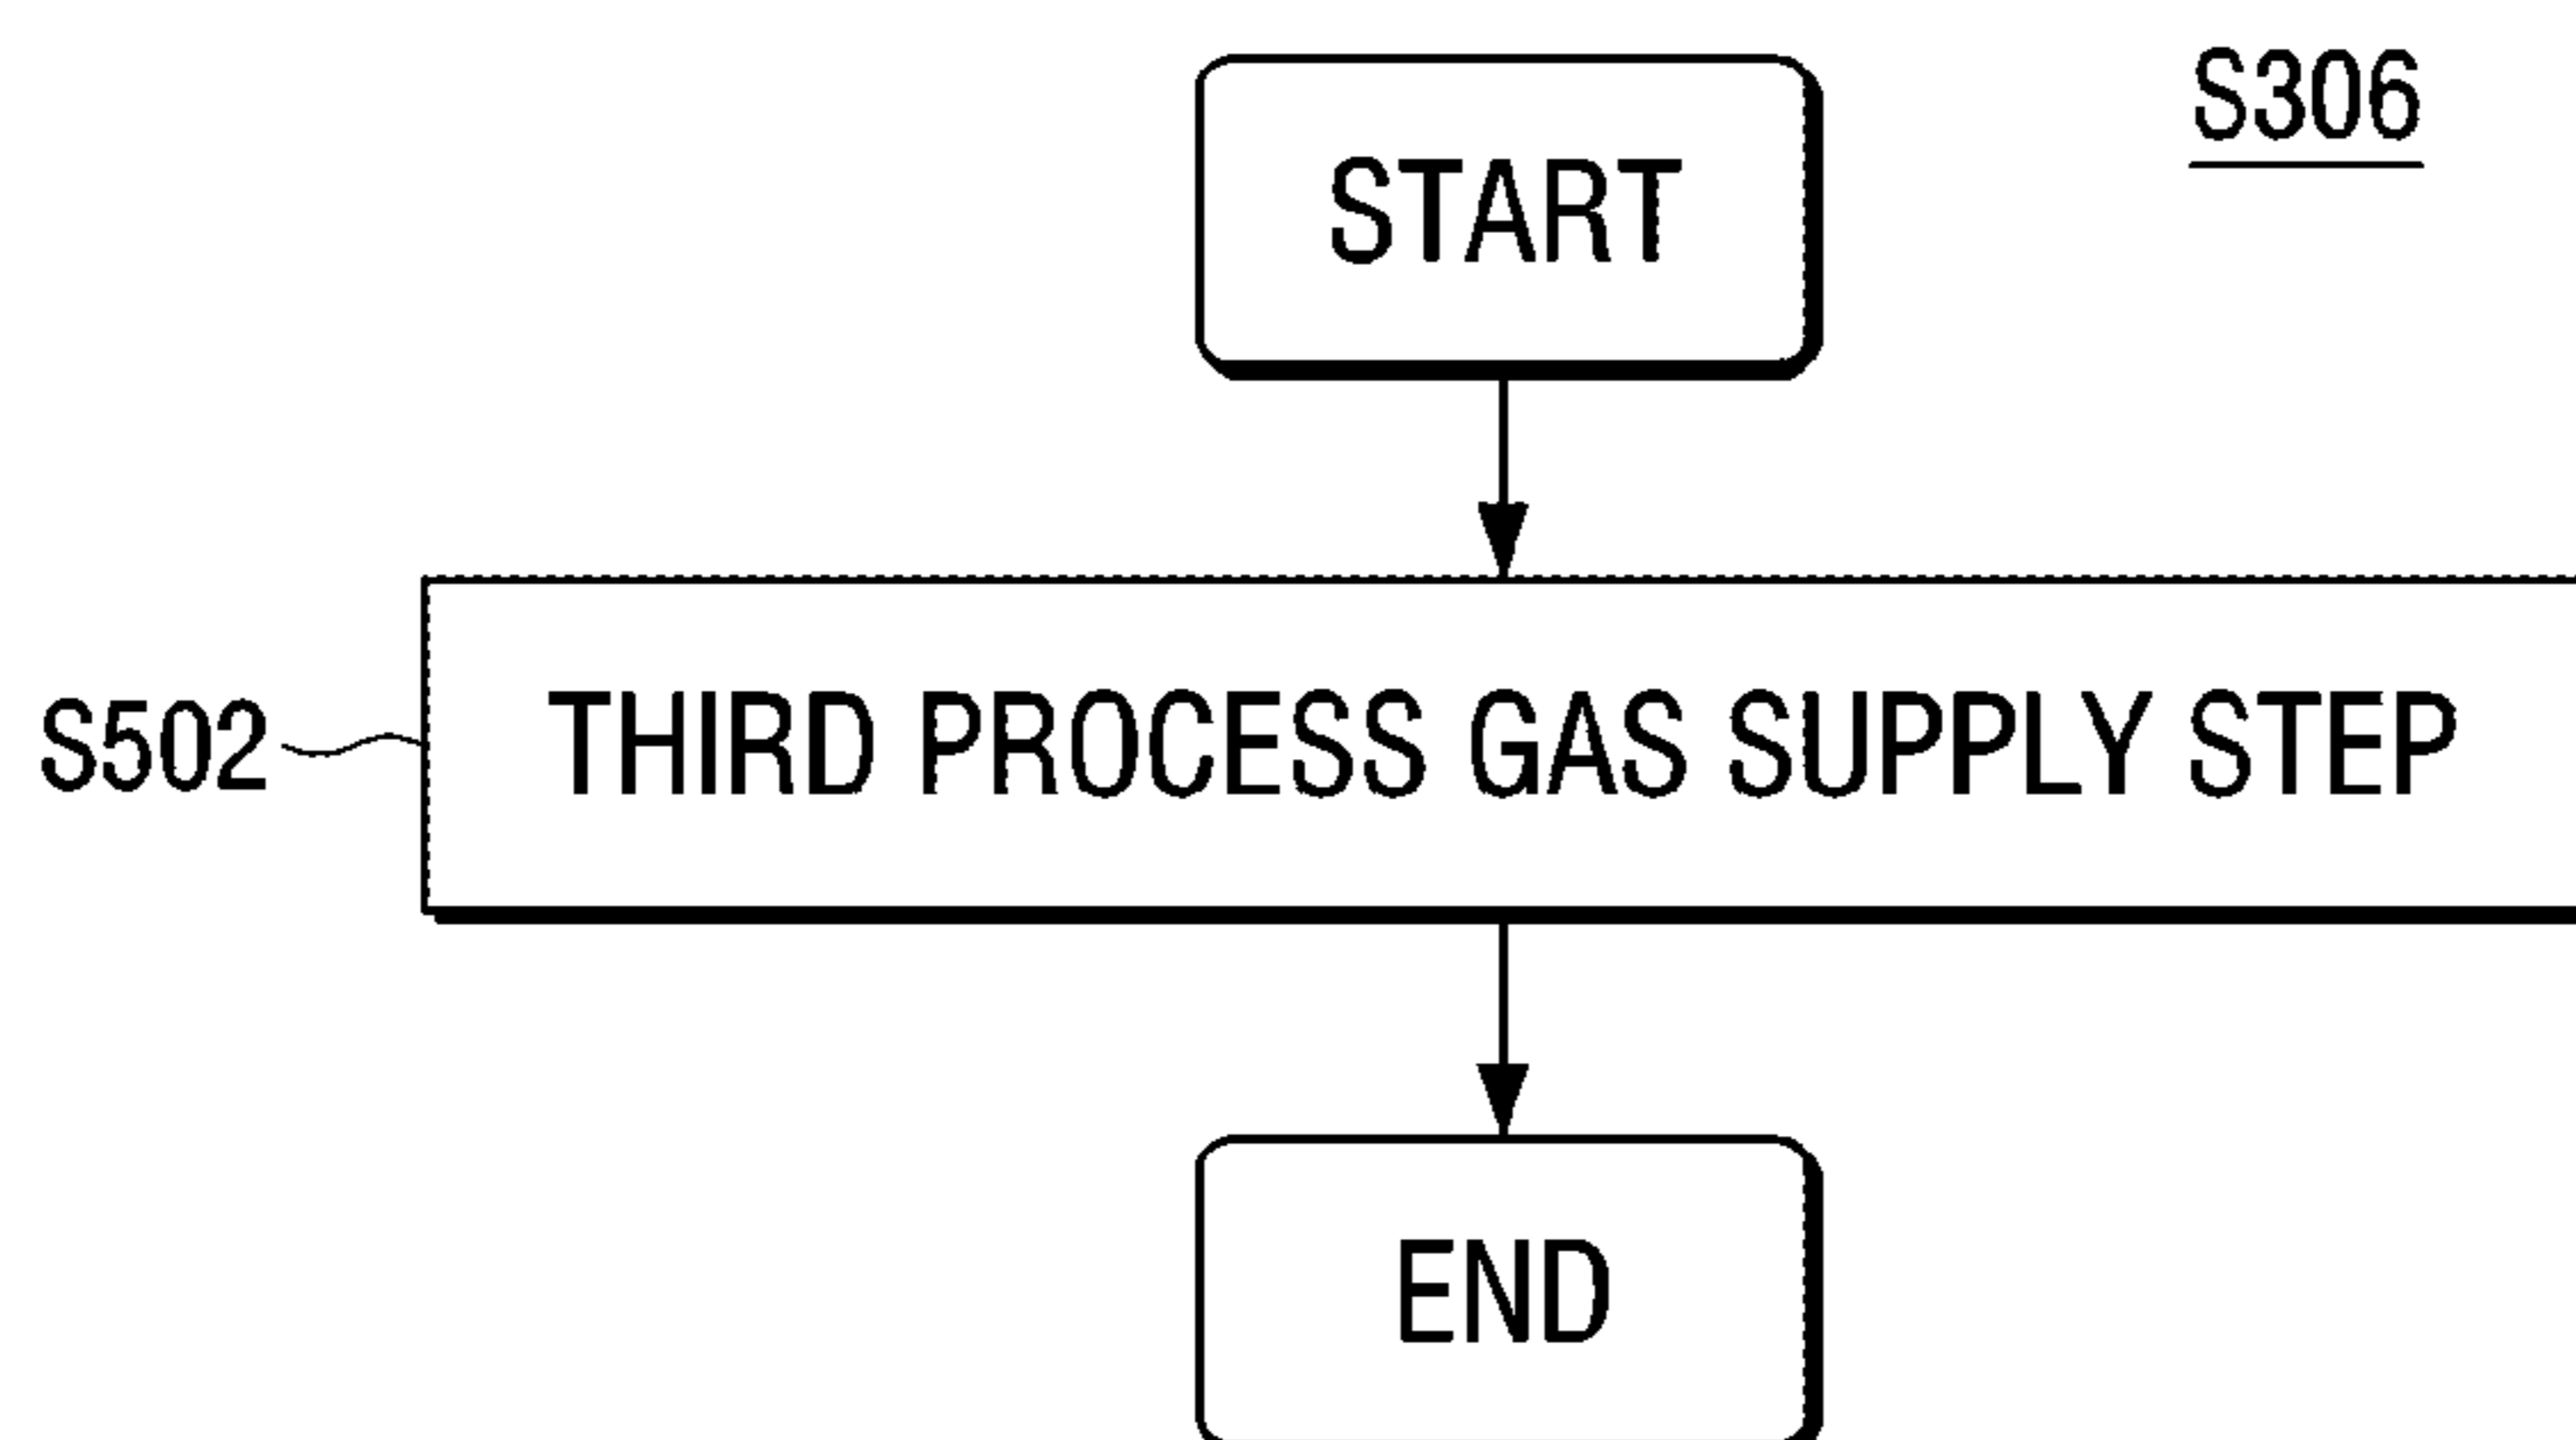 S306
START
S502
THIRD PROCESS GAS SUPPLY STEP
END